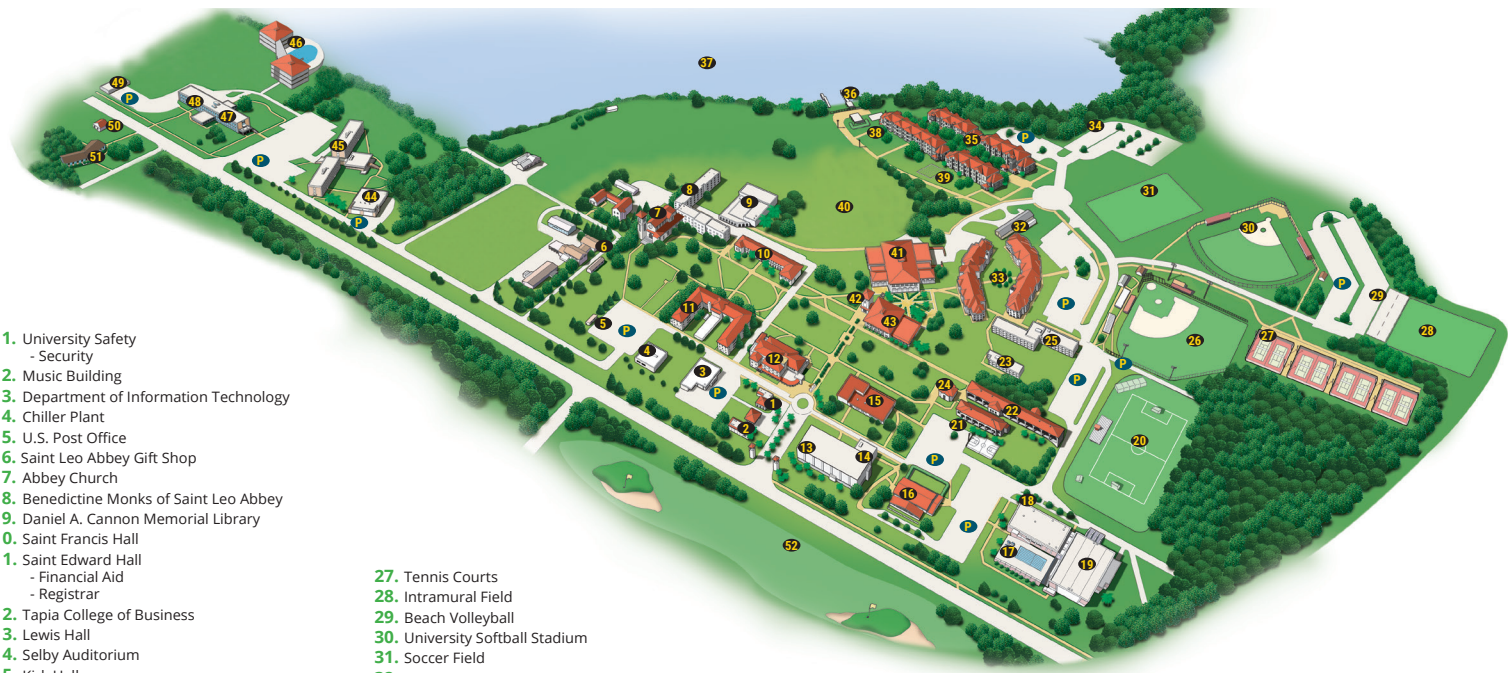 46
37
49
P
36
48
47
50
34
38
35
P
51
P
45
39
44
8
9
31
40
7
P
32
30
6
10
41
33
P
42
P
29
11
5
P
43
28
27
25
26
4
12
23
P
3
P
24
P
1
15
22
2
21
20
13
14
P
16
18
P
17
19
52
1. University Safety
- Security
2. Music Building
3. Department of Information Technology
4. Chiller Plant
5. U.S. Post Office
6. Saint Leo Abbey Gift Shop
7. Abbey Church
8. Benedictine Monks of Saint Leo Abbey
9. Daniel A. Cannon Memorial Library
0. Saint Francis Hall
1. Saint Edward Hall
- Financial Aid
- Registrar
2. Tapia College of Business
3. Lewis Hall
4. Selby Auditorium
27. Tennis Courts
28. Intramural Field
29. Beach Volleyball
30. University Softball Stadium
31. Soccer Field